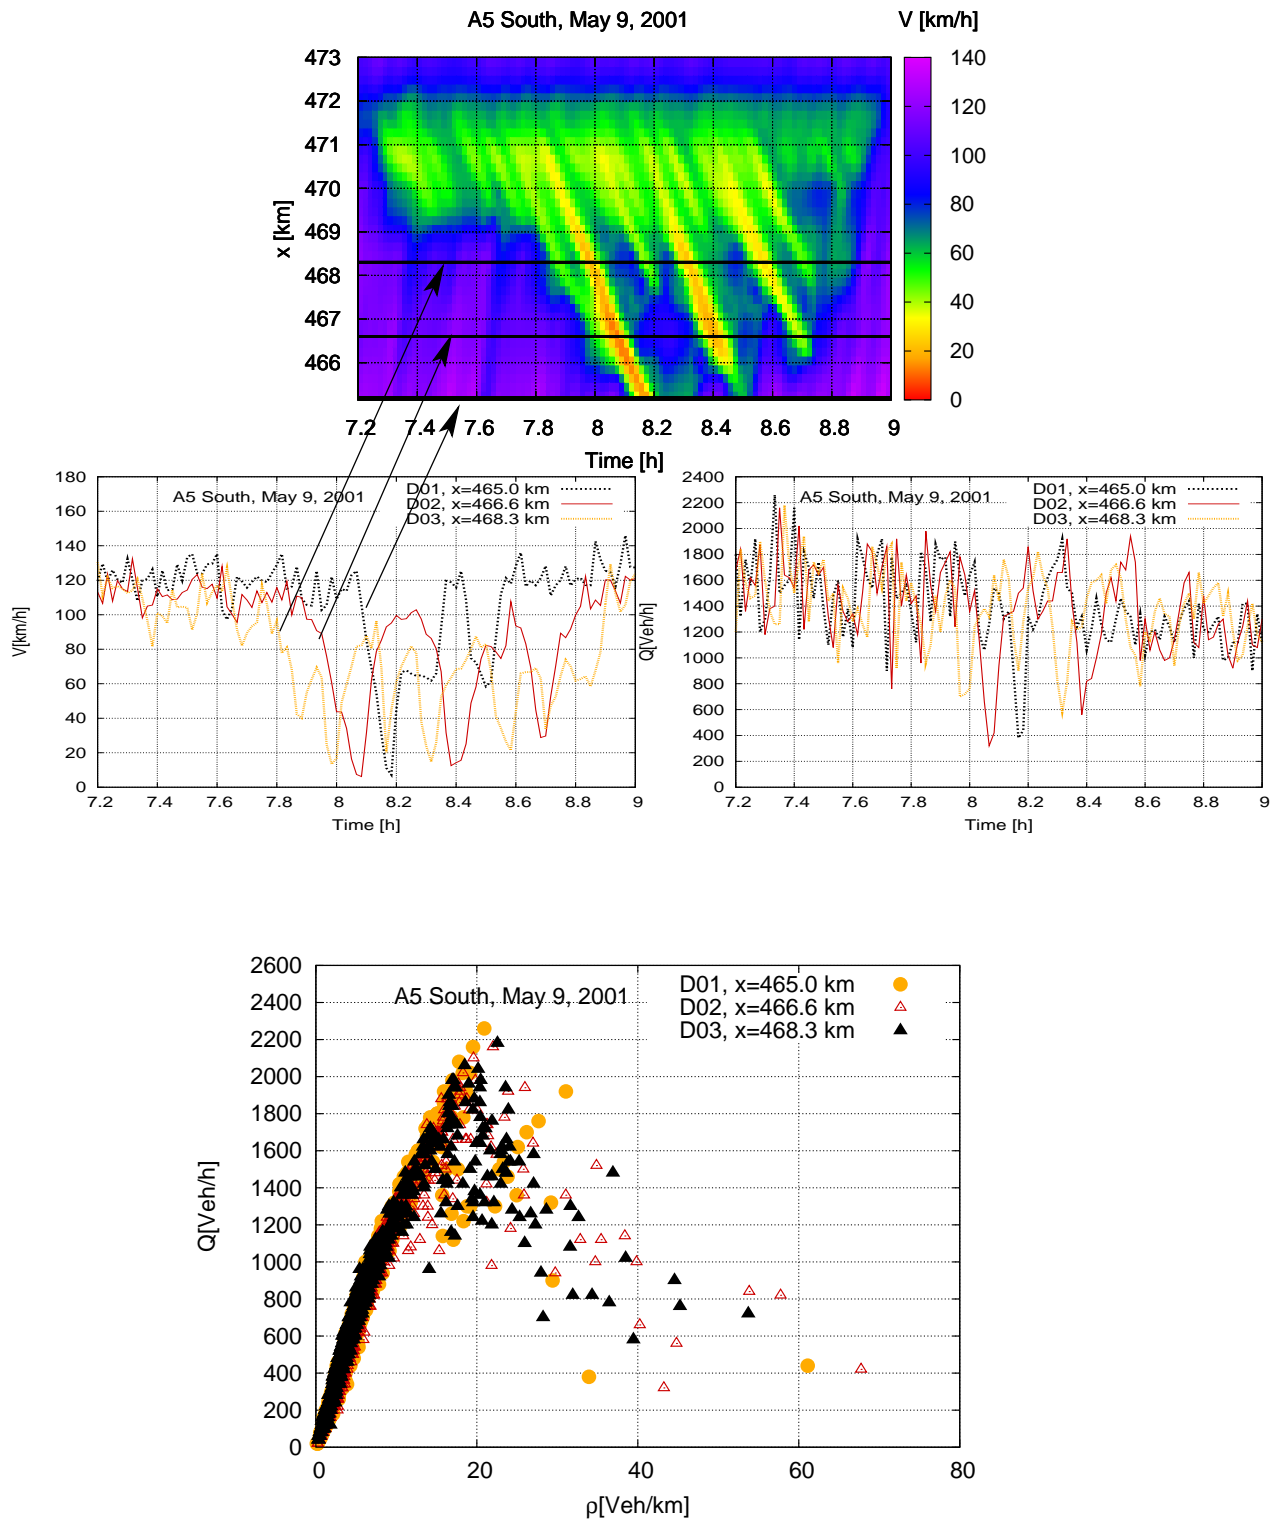 A5 South, May 9, 2001 V [km/h]
473 140
472 120
471 100
470 80
469 60
468 40
467 20
466 0
x [km]
7.2 7.4 7.6 7.8 8 8.2 8.4 8.6 8.8 9
Time [h]
180
160
140
120
100
80
60
40
20
0
V[km/h]
A5 South, May 9, 2001
D01, x=465.0 km
D02, x=466.6 km
D03, x=468.3 km
7.2 7.4 7.6 7.8 8 8.2 8.4 8.6 8.8 9
Time [h]
2400
2200
2000
1800
1600
1400
1200
1000
800
600
400
200
0
Q[Veh/h]
A5 South, May 9, 2001
D01, x=465.0 km
D02, x=466.6 km
D03, x=468.3 km
7.2 7.4 7.6 7.8 8 8.2 8.4 8.6 8.8 9
Time [h]
2600
2400
2200
2000
1800
1600
1400
1200
1000
800
600
400
200
0
Q[Veh/h]
A5 South, May 9, 2001
D01, x=465.0 km
D02, x=466.6 km
D03, x=468.3 km
0 20 40 60 80
ρ[Veh/km]